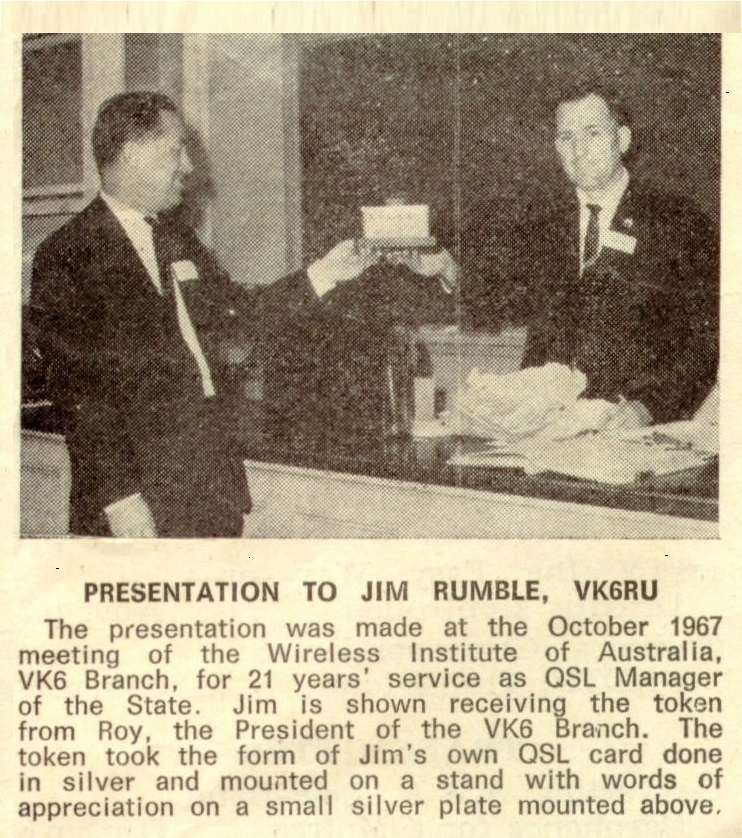 PRESENTATION TO JIM RUMBLE, VK6RU
The presentation was made at the October 1967
meeting of the Wireless Institute of Australia,
VK6 Branch, for 21 years' service as QSL Manager
of the State. Jim is shown receiving the token
from Roy, the President of the VK6 Branch. The
token took the form of Jim's own QSL card done
in silver and mounted on a stand with words of
appreciation on a small silver plate mounted above.